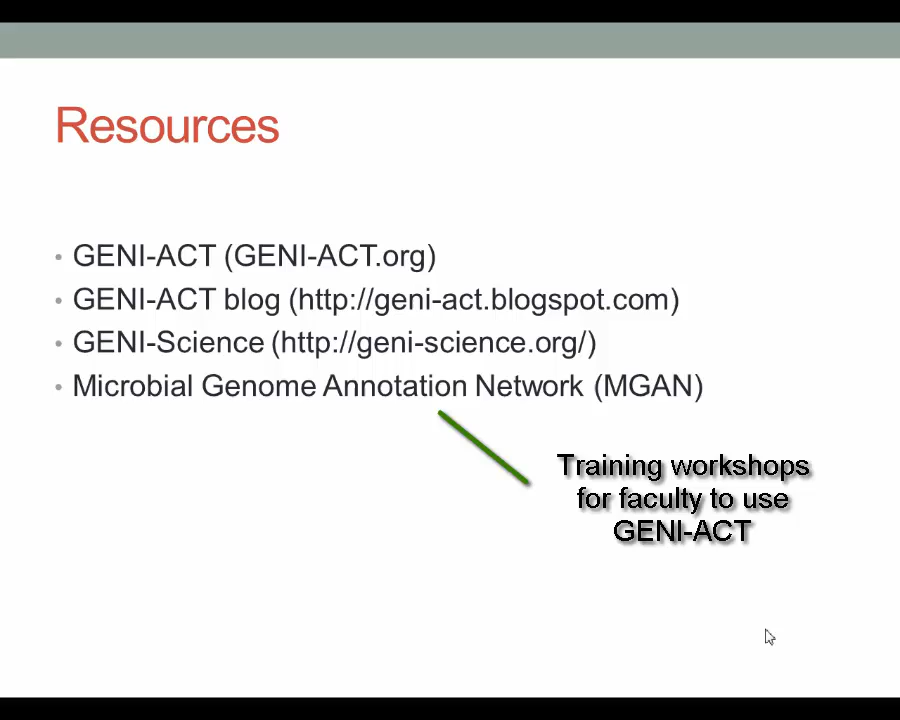 Resources
• GENI-ACT (GENI-ACT.org)
• GENI-ACT blog (http://geni-act.blogspot.com)
• GENI-Science (http://geni-science.org/)
• Microbial Genome Annotation Network (MGAN)
Training workshops
for faculty to use
GENI-ACT